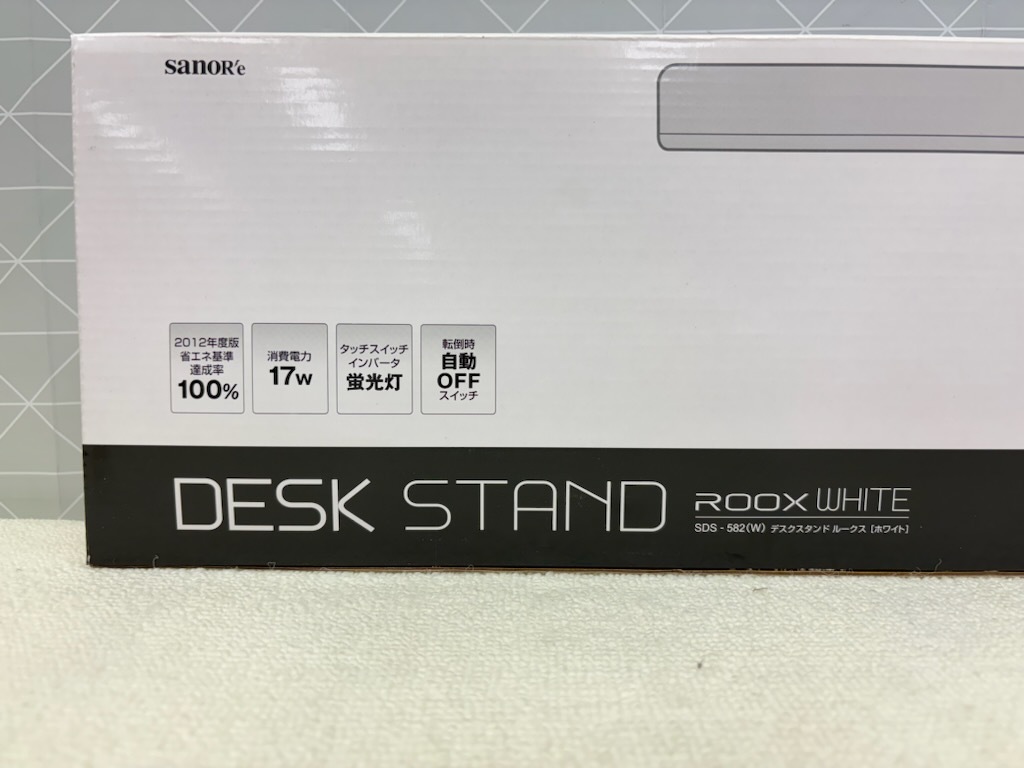 sanoR'e
2012年度版
省エネ基準
達成率
100%
消費電力
17w
タッチスイッチ
インバータ
蛍光灯
転倒時
自動
OFF
スイッチ
DESK STAND
ROOX WHITE
SDS - 582(W) デスクスタンド ルークス [ホワイト]